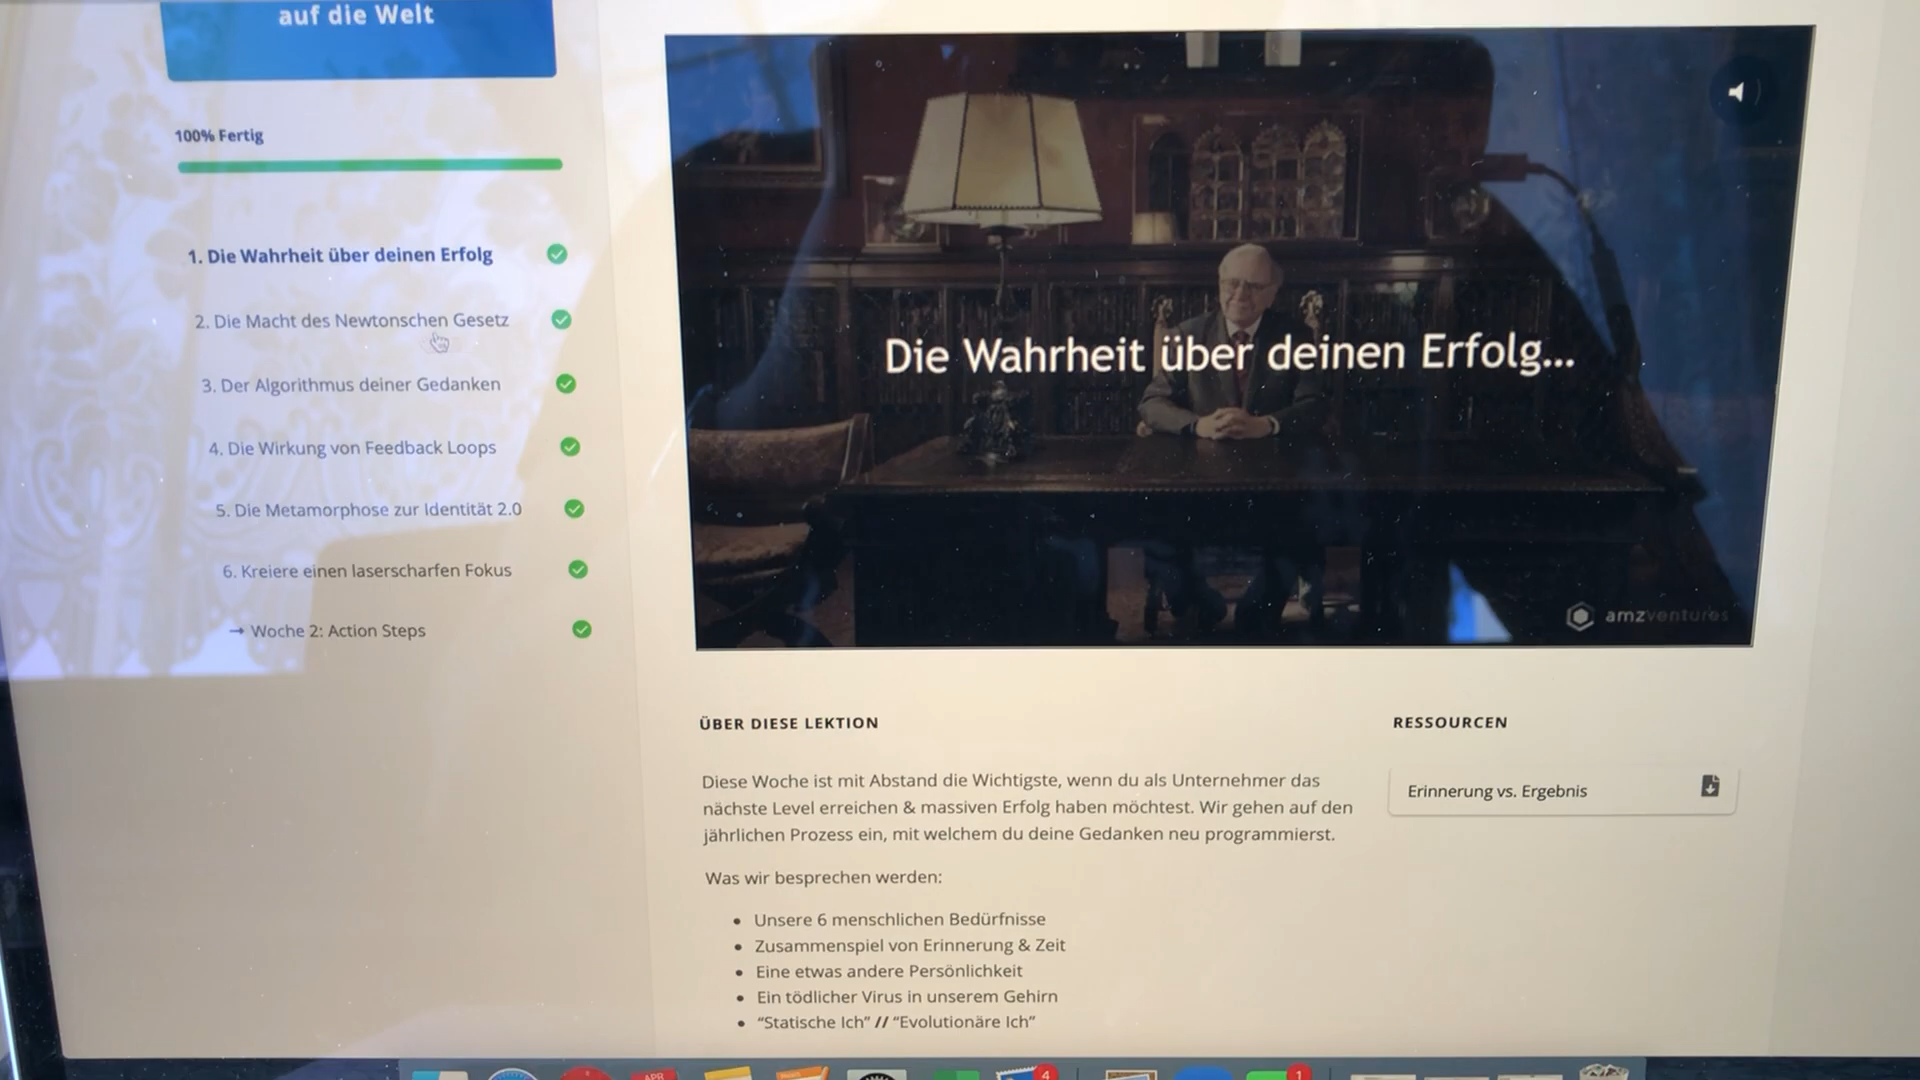 auf die Welt
100% Fertig
1. Die Wahrheit über deinen Erfolg
2. Die Macht des Newtonschen Gesetz
3. Der Algorithmus deiner Gedanken
4. Die Wirkung von Feedback Loops
5. Die Metamorphose zur Identität 2.0
6. Kreiere einen laserscharfen Fokus
→ Woche 2: Action Steps
Die Wahrheit über deinen Erfolg...
amzventures
ÜBER DIESE LEKTION
Diese Woche ist mit Abstand die Wichtigste, wenn du als Unternehmer das
nächste Level erreichen & massiven Erfolg haben möchtest. Wir gehen auf den
jährlichen Prozess ein, mit welchem du deine Gedanken neu programmierst.
Was wir besprechen werden:
• Unsere 6 menschlichen Bedürfnisse
• Zusammenspiel von Erinnerung & Zeit
• Eine etwas andere Persönlichkeit
• Ein tödlicher Virus in unserem Gehirn
• “Statische Ich” // “Evolutionäre Ich”
RESSOURCEN
Erinnerung vs. Ergebnis
APR
4
1